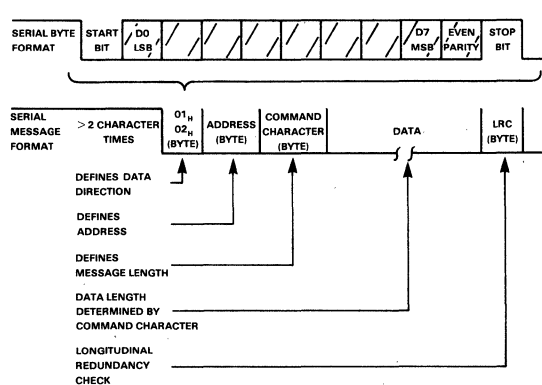 SERIAL BYTE FORMAT
START BIT
D0 LSB
D7 MSB
EVEN PARITY
STOP BIT
SERIAL MESSAGE FORMAT
>2 CHARACTER TIMES
01H 02H (BYTE)
ADDRESS (BYTE)
COMMAND CHARACTER (BYTE)
DATA
LRC (BYTE)
DEFINES DATA DIRECTION
DEFINES ADDRESS
DEFINES MESSAGE LENGTH
DATA LENGTH DETERMINED BY COMMAND CHARACTER
LONGITUDINAL REDUNDANCY CHECK